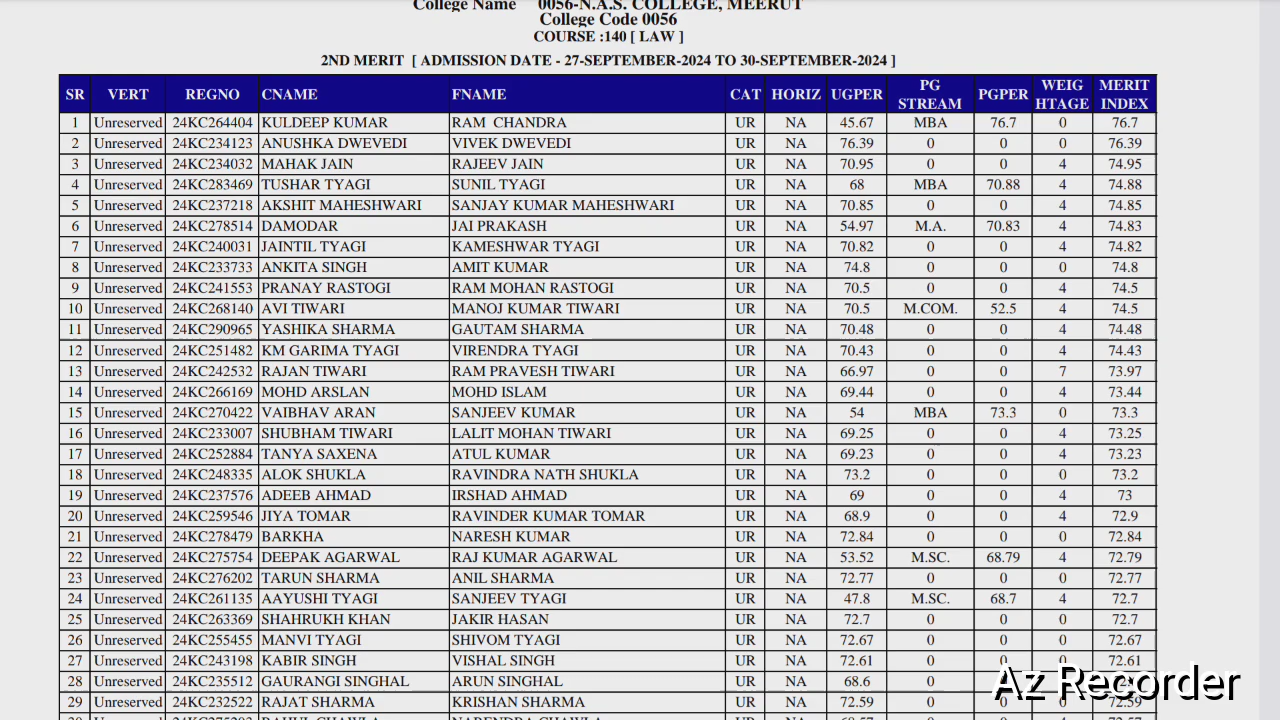 College Name 0056-N.A.S. COLLEGE, MEERUT
College Code 0056
COURSE :140 [ LAW ]
2ND MERIT [ ADMISSION DATE - 27-SEPTEMBER-2024 TO 30-SEPTEMBER-2024 ]
SR VERT REGNO CNAME FNAME CAT HORIZ UGPER PG STREAM PGPER WEIG HTAGE MERIT INDEX
1 Unreserved 24KC264404 KULDEEP KUMAR RAM CHANDRA UR NA 45.67 MBA 76.7 0 76.7
2 Unreserved 24KC234123 ANUSHKA DWEVEDI VIVEK DWEVEDI UR NA 76.39 0 0 0 76.39
3 Unreserved 24KC234032 MAHAK JAIN RAJEEV JAIN UR NA 70.95 0 0 4 74.95
4 Unreserved 24KC283469 TUSHAR TYAGI SUNIL TYAGI UR NA 68 MBA 70.88 4 74.88
5 Unreserved 24KC237218 AKSHIT MAHESHWARI SANJAY KUMAR MAHESHWARI UR NA 70.85 0 0 4 74.85
6 Unreserved 24KC278514 DAMODAR JAI PRAKASH UR NA 54.97 M.A. 70.83 4 74.83
7 Unreserved 24KC240031 JAINTIL TYAGI KAMESHWAR TYAGI UR NA 70.82 0 0 4 74.82
8 Unreserved 24KC233733 ANKITA SINGH AMIT KUMAR UR NA 74.8 0 0 0 74.8
9 Unreserved 24KC241553 PRANAY RASTOGI RAM MOHAN RASTOGI UR NA 70.5 0 0 4 74.5
10 Unreserved 24KC268140 AVI TIWARI MANOJ KUMAR TIWARI UR NA 70.5 M.COM. 52.5 4 74.5
11 Unreserved 24KC290965 YASHIKA SHARMA GAUTAM SHARMA UR NA 70.48 0 0 4 74.48
12 Unreserved 24KC251482 KM GARIMA TYAGI VIRENDRA TYAGI UR NA 70.43 0 0 4 74.43
13 Unreserved 24KC242532 RAJAN TIWARI RAM PRAVESH TIWARI UR NA 66.97 0 0 7 73.97
14 Unreserved 24KC266169 MOHD ARSLAN MOHD ISLAM UR NA 69.44 0 0 4 73.44
15 Unreserved 24KC270422 VAIBHAV ARAN SANJEEV KUMAR UR NA 54 MBA 73.3 0 73.3
16 Unreserved 24KC233007 SHUBHAM TIWARI LALIT MOHAN TIWARI UR NA 69.25 0 0 4 73.25
17 Unreserved 24KC252884 TANYA SAXENA ATUL KUMAR UR NA 69.23 0 0 4 73.23
18 Unreserved 24KC248335 ALOK SHUKLA RAVINDRA NATH SHUKLA UR NA 73.2 0 0 0 73.2
19 Unreserved 24KC237576 ADEEB AHMAD IRSHAD AHMAD UR NA 69 0 0 4 73
20 Unreserved 24KC259546 JIYA TOMAR RAVINDER KUMAR TOMAR UR NA 68.9 0 0 4 72.9
21 Unreserved 24KC278479 BARKHA NARESH KUMAR UR NA 72.84 0 0 0 72.84
22 Unreserved 24KC275754 DEEPAK AGARWAL RAJ KUMAR AGARWAL UR NA 53.52 M.SC. 68.79 4 72.79
23 Unreserved 24KC276202 TARUN SHARMA ANIL SHARMA UR NA 72.77 0 0 0 72.77
24 Unreserved 24KC261135 AAYUSHI TYAGI SANJEEV TYAGI UR NA 47.8 M.SC. 68.7 4 72.7
25 Unreserved 24KC263369 SHAHRUKH KHAN JAKIR HASAN UR NA 72.7 0 0 0 72.7
26 Unreserved 24KC255455 MANVI TYAGI SHIVOM TYAGI UR NA 72.67 0 0 0 72.67
27 Unreserved 24KC243198 KABIR SINGH VISHAL SINGH UR NA 72.61 0 0 0 72.61
28 Unreserved 24KC235512 GAURANGI SINGHAL ARUN SINGHAL UR NA 68.6 0 0
29 Unreserved 24KC232522 RAJAT SHARMA KRISHAN SHARMA UR NA 72.59 0 0 0 72.59
Az Recorder